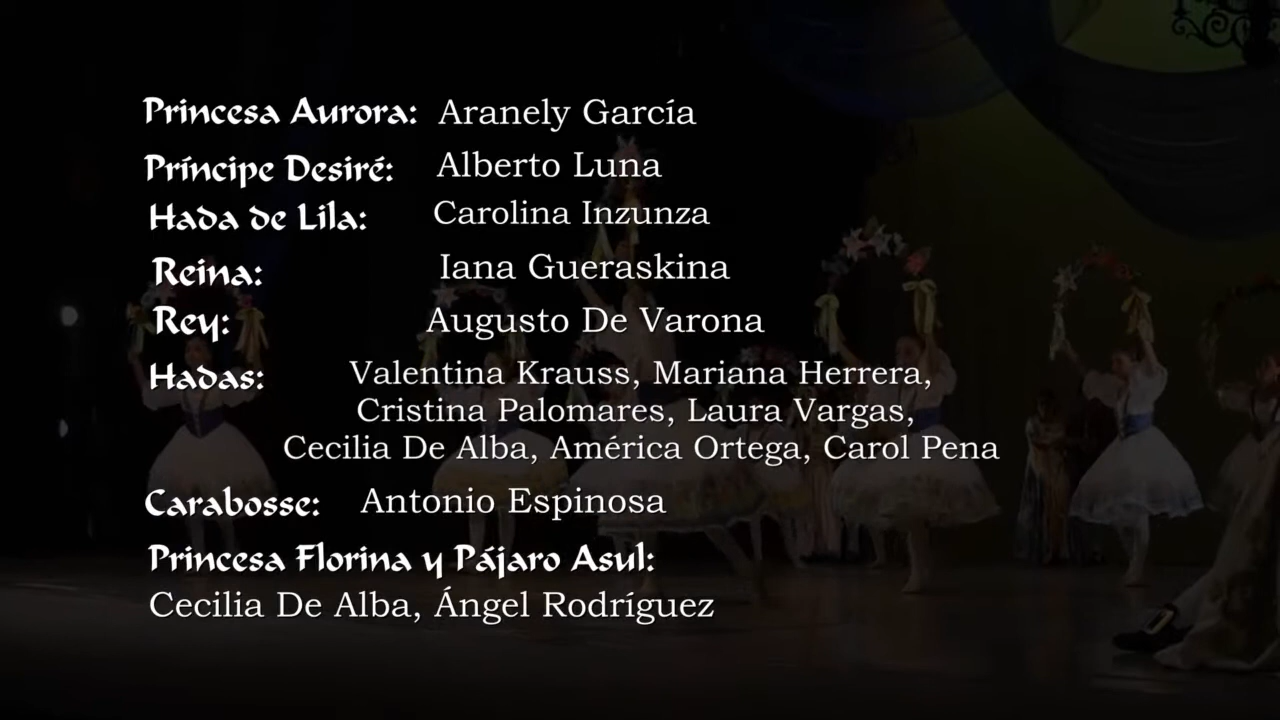 Princesa Aurora: Aranely García
Príncipe Desiré: Alberto Luna
Hada de Lila: Carolina Inzunza
Reina: Iana Gueraskina
Rey: Augusto De Varona
Hadas: Valentina Krauss, Mariana Herrera,
Cristina Palomares, Laura Vargas,
Cecilia De Alba, América Ortega, Carol Pena
Carabosse: Antonio Espinosa
Princesa Florina y Pájaro Asul:
Cecilia De Alba, Ángel Rodríguez